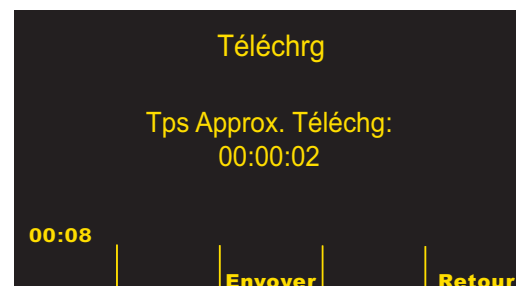 Téléchrg
Tps Approx. Téléchg:
00:00:02
00:08
Envoyer Retour